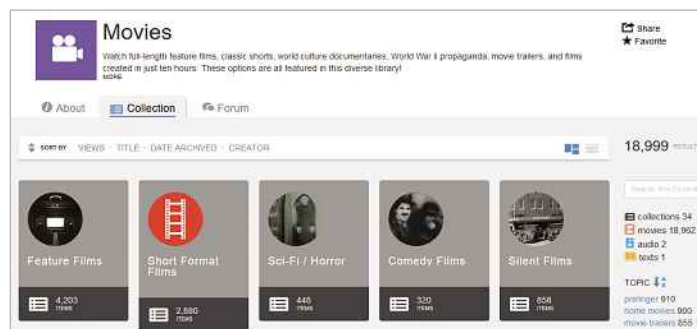 Movies
Share
Favorite
Watch full-length feature films, classic shorts, world culture documentaries, World War II propaganda, movie trailers, and films
created in just ten hours. These options are all featured in this diverse library!
MORE
About
Collection
Forum
SORT BY VIEWS · TITLE · DATE ARCHIVED · CREATOR
18,999 RESULTS
Feature Films
4,203
ITEMS
Short Format
Films
2,880
ITEMS
Sci-Fi / Horror
448
ITEMS
Comedy Films
320
ITEMS
Silent Films
858
ITEMS
collections 34
movies 18,962
audio 2
texts 1
TOPIC
prelinger 910
home movies 900
movie trailers 855